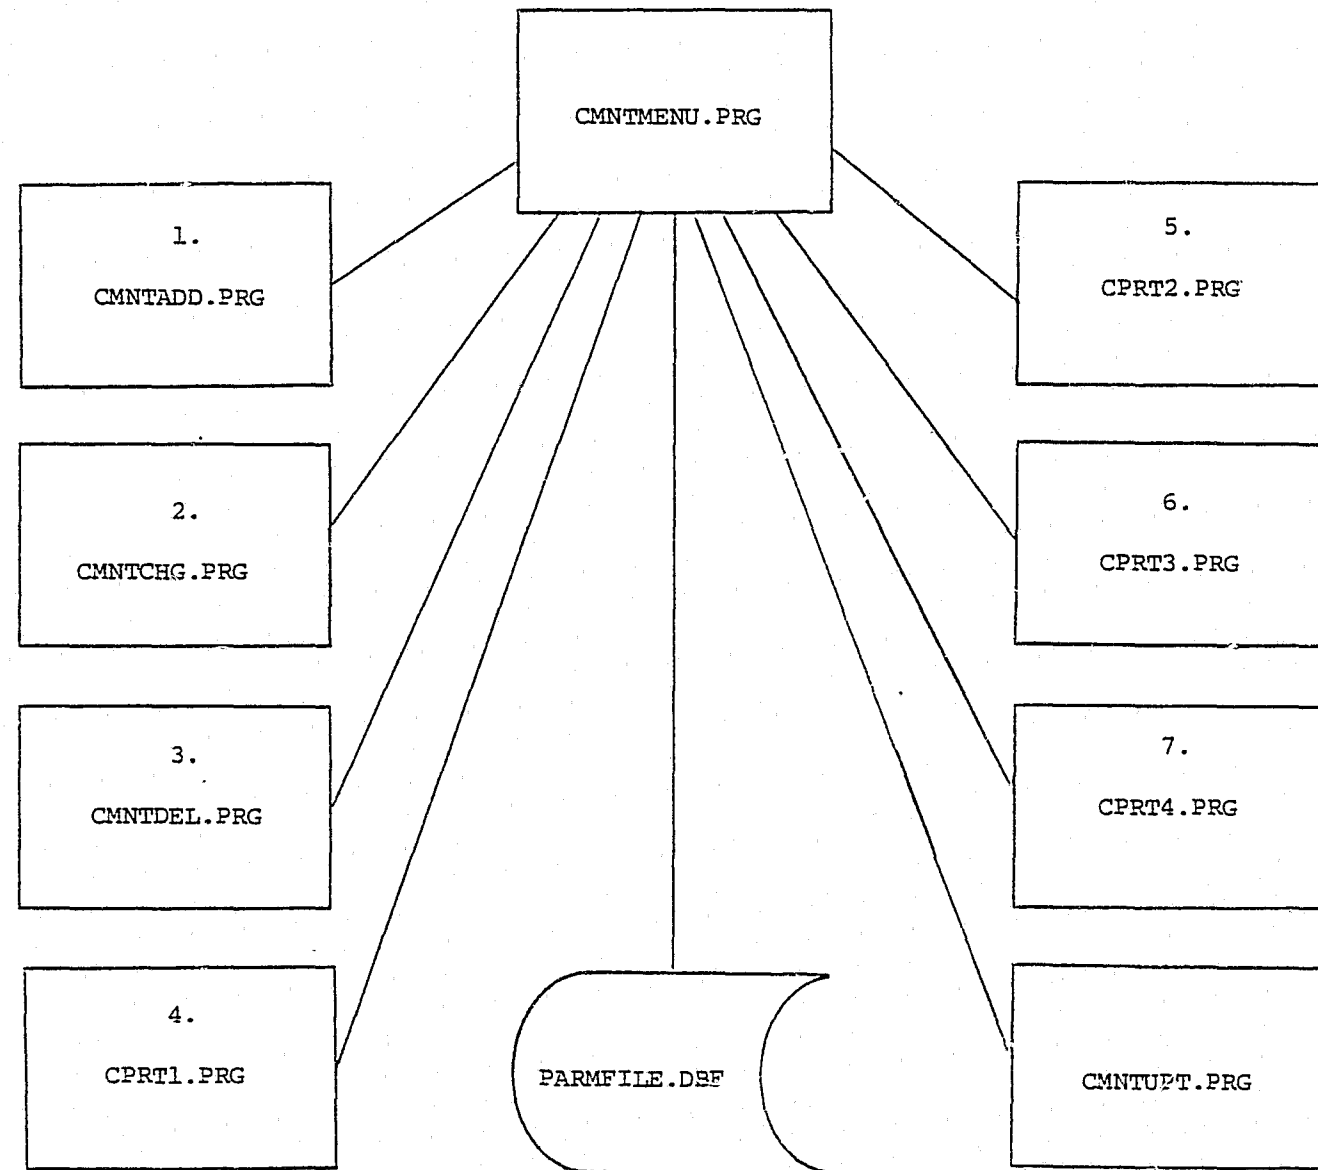 CMNTMENU.PRG
1.
CMNTADD.PRG
2.
CMNTCHG.PRG
3.
CMNTDEL.PRG
4.
CPRT1.PRG
PARMFILE.DBF
5.
CPRT2.PRG
6.
CPRT3.PRG
7.
CPRT4.PRG
CMNTUPT.PRG